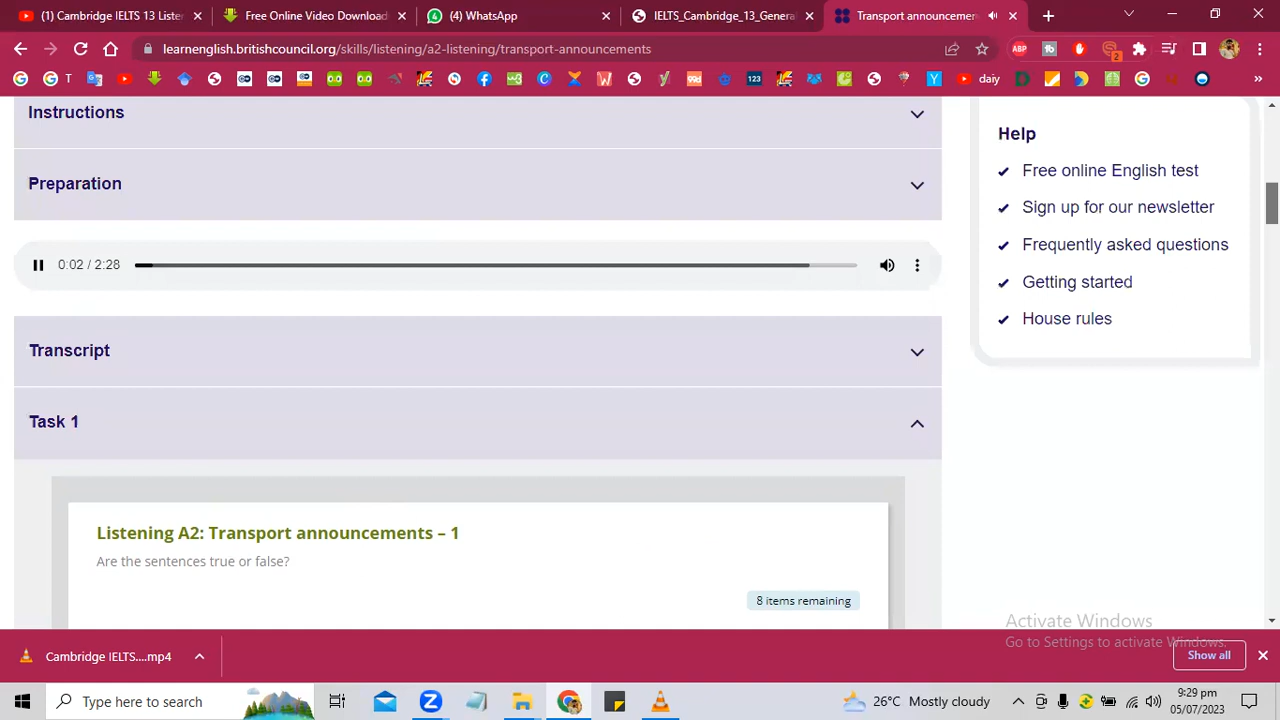 Cambridge IELTS 13 Liste
Free Online Video Download
(4) WhatsApp
IELTS_Cambridge_13_Genera
Transport announcemen
learnenglish.britishcouncil.org/skills/listening/a2-listening/transport-announcements
T
daiy
»
Instructions
Preparation
0:02 / 2:28
Transcript
Task 1
Listening A2: Transport announcements – 1
Are the sentences true or false?
8 items remaining
Help
Free online English test
Sign up for our newsletter
Frequently asked questions
Getting started
House rules
Activate Windows
Go to Settings to activate Windows.
Cambridge IELTS....mp4
Show all
Type here to search
26°C Mostly cloudy
9:29 pm
05/07/2023